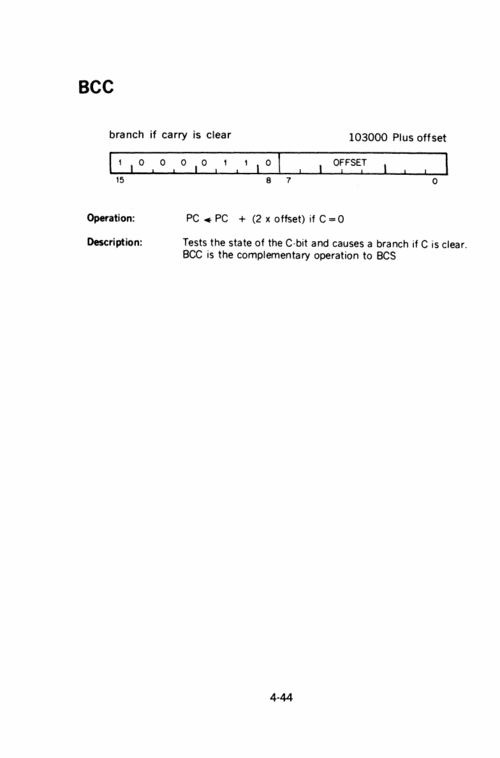 BCC
branch if carry is clear 103000 Plus offset
1 0 0 0 0 1 1 0 OFFSET
15 8 7 0
Operation: PC ◄ PC + (2 x offset) if C=0
Description: Tests the state of the C-bit and causes a branch if C is clear.
BCC is the complementary operation to BCS
4-44